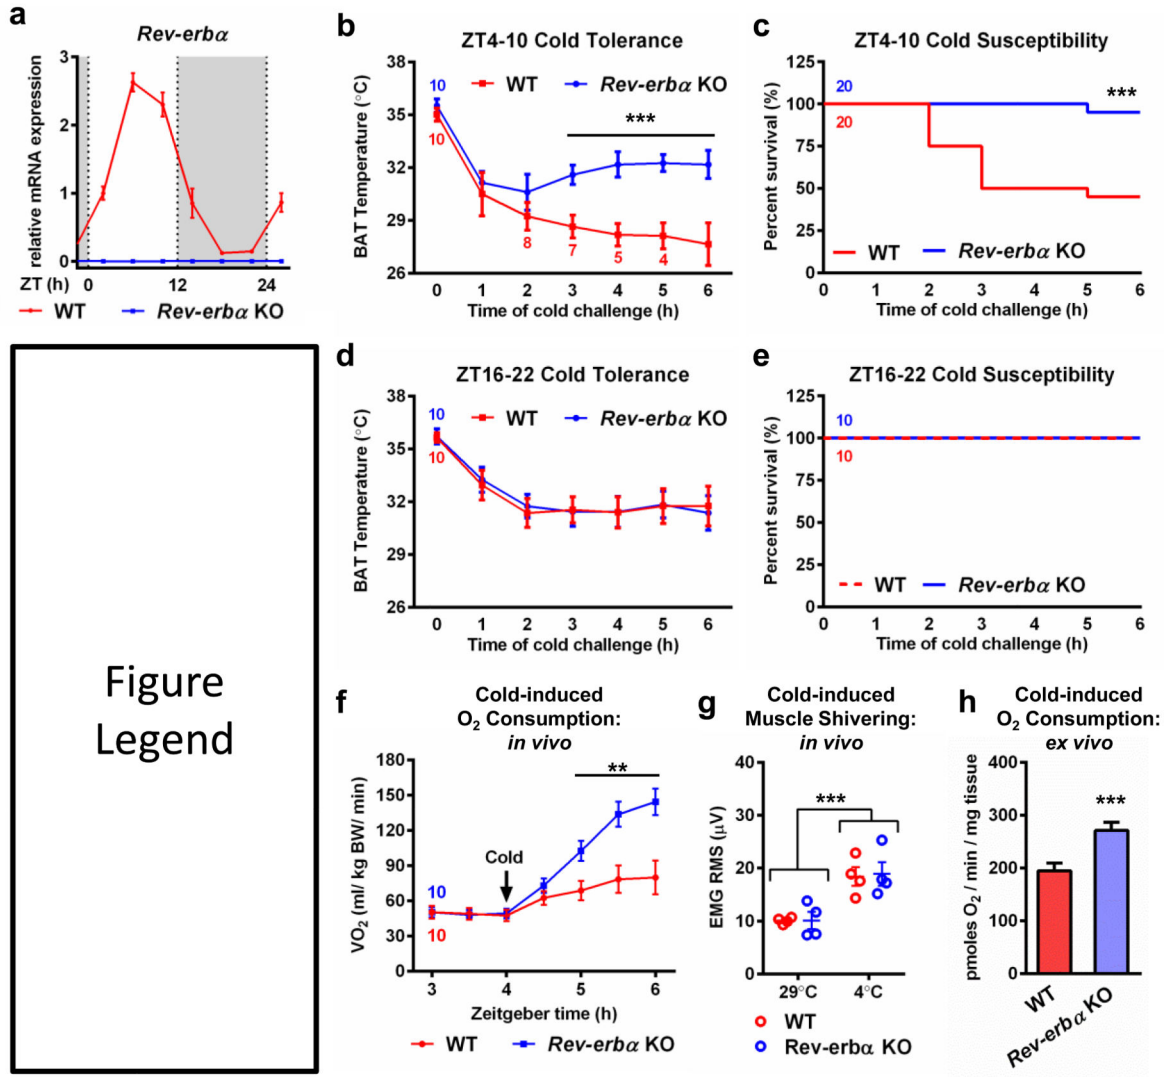 a
Rev-erbα
relative mRNA expression
3
2
1
0
ZT (h)
0
12
24
WT
Rev-erbα KO
b
ZT4-10 Cold Tolerance
BAT Temperature (°C)
38
35
32
29
26
10
10
WT
Rev-erbα KO
***
8
7
5
4
0 1 2 3 4 5 6
Time of cold challenge (h)
c
ZT4-10 Cold Susceptibility
Percent survival (%)
125
100
75
50
25
0
20
20
***
WT
Rev-erbα KO
0 1 2 3 4 5 6
Time of cold challenge (h)
Figure
Legend
d
ZT16-22 Cold Tolerance
BAT Temperature (°C)
38
35
32
29
26
10
10
WT
Rev-erbα KO
0 1 2 3 4 5 6
Time of cold challenge (h)
e
ZT16-22 Cold Susceptibility
Percent survival (%)
125
100
75
50
25
0
10
10
WT
Rev-erbα KO
0 1 2 3 4 5 6
Time of cold challenge (h)
f
Cold-induced
O₂ Consumption:
in vivo
VO₂ (ml/ kg BW/ min)
180
150
120
90
60
30
0
**
Cold
10
10
3 4 5 6
Zeitgeber time (h)
WT
Rev-erbα KO
g
Cold-induced
Muscle Shivering:
in vivo
EMG RMS (μV)
40
30
20
10
0
***
29°C 4°C
WT
Rev-erbα KO
h
Cold-induced
O₂ Consumption:
ex vivo
pmoles O₂ / min / mg tissue
400
300
200
100
0
***
WT
Rev-erbα KO